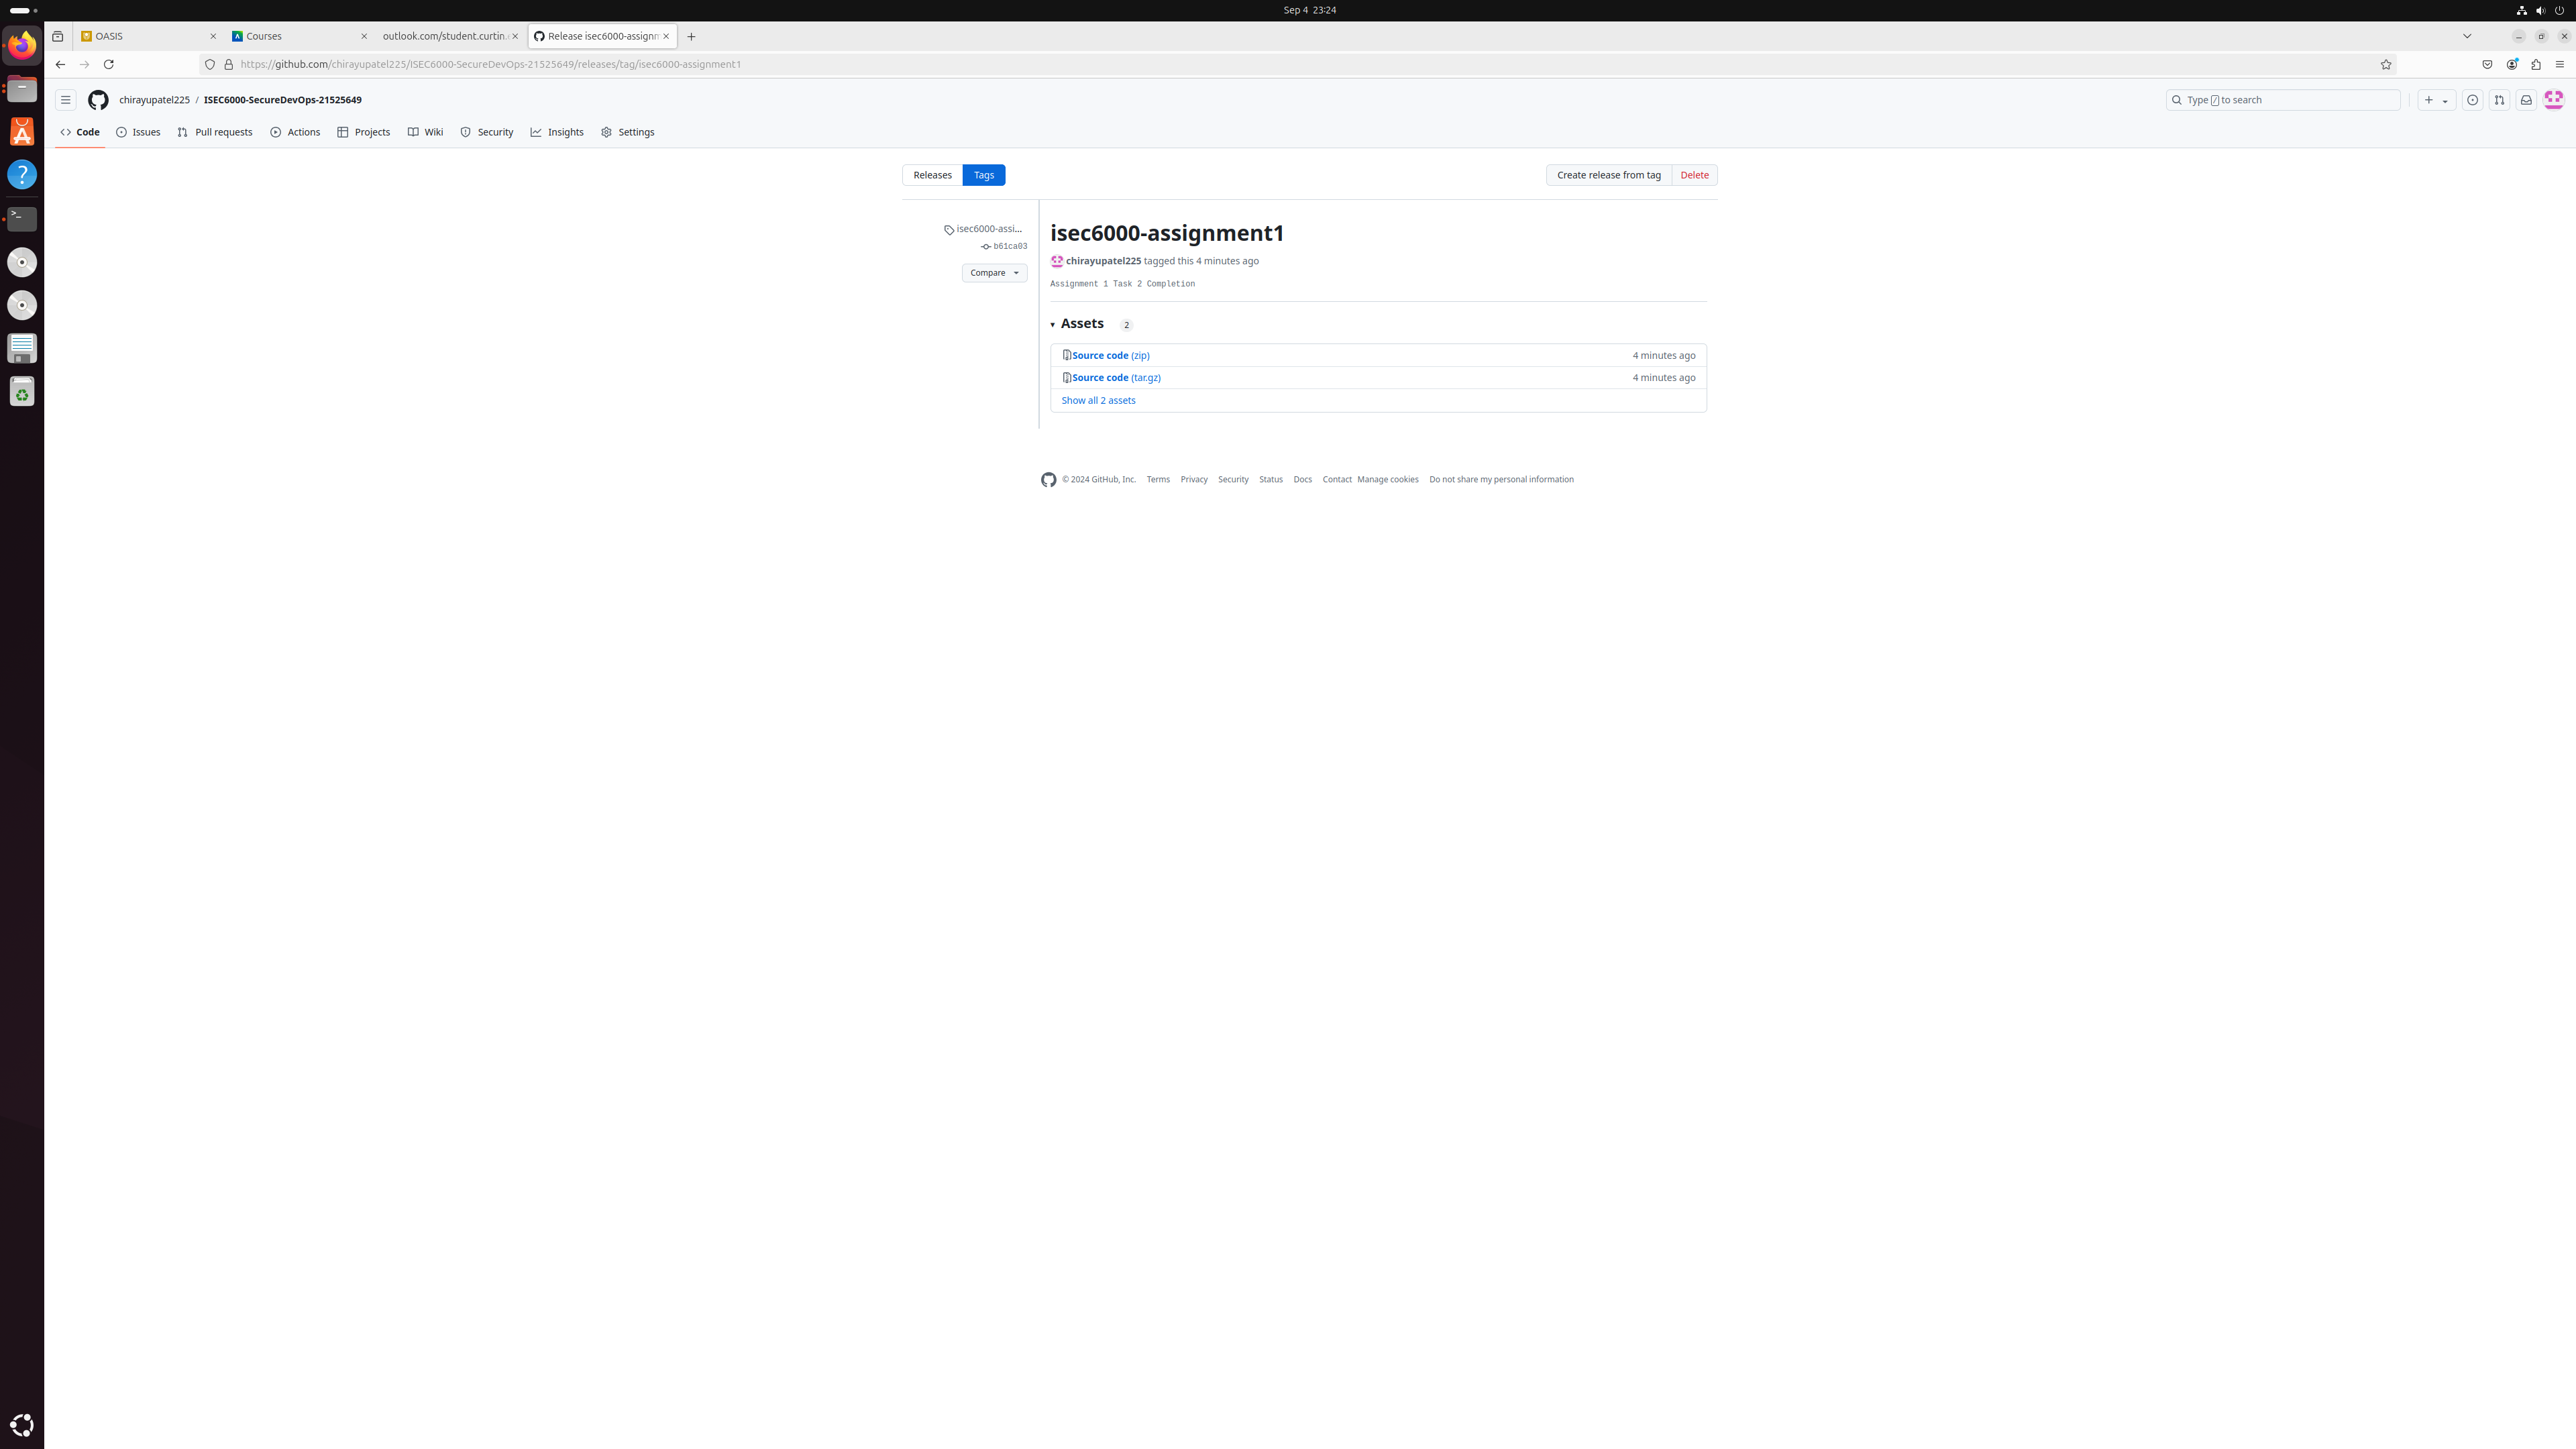 Sep 4 23:24
OASIS
Courses
outlook.com/student.curtin.
Release isec6000-assignm
https://github.com/chirayupatel225/ISEC6000-SecureDevOps-21525649/releases/tag/isec6000-assignment1
chirayupatel225 / ISEC6000-SecureDevOps-21525649
Type / to search
Code
Issues
Pull requests
Actions
Projects
Wiki
Security
Insights
Settings
Releases
Tags
Create release from tag
Delete
isec6000-assi...
b61ca03
Compare
isec6000-assignment1
chirayupatel225 tagged this 4 minutes ago
Assignment 1 Task 2 Completion
Assets 2
Source code (zip)
4 minutes ago
Source code (tar.gz)
4 minutes ago
Show all 2 assets
© 2024 GitHub, Inc. Terms Privacy Security Status Docs Contact Manage cookies Do not share my personal information